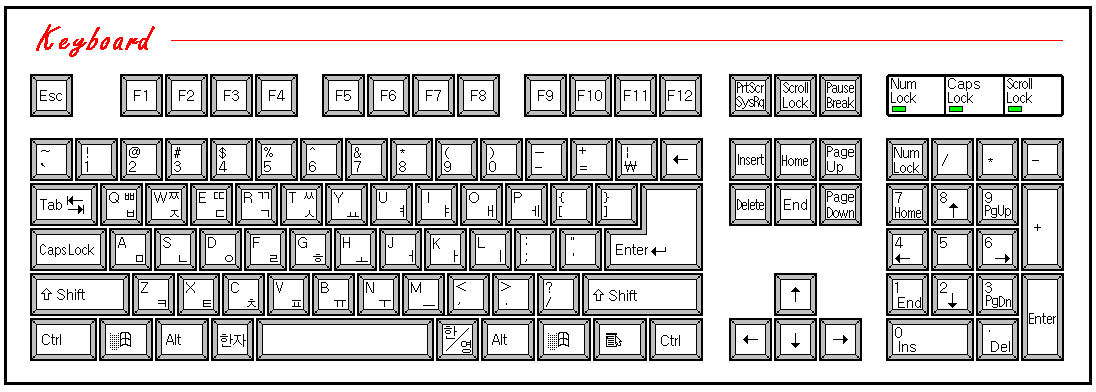 Keyboard
Esc F1 F2 F3 F4 F5 F6 F7 F8 F9 F10 F11 F12 PrtScr SysRq Scroll Lock Pause Break Num Lock Caps Lock Scroll Lock
~ ` ! 1 @ 2 # 3 $ 4 % 5 ^ 6 & 7 * 8 ( 9 ) 0 _ - + = ¦ ₩ ← Insert Home Page Up Num Lock / * -
Tab Q ㅃ ㅂ W ㅉ ㅈ E ㄸ ㄷ R ㄲ ㄱ T ㅆ ㅅ Y ㅛ U ㅕ I ㅑ O ㅒ ㅐ P ㅖ ㅔ { [ } ] Delete End Page Down 7 Home 8 ↑ 9 PgUp +
CapsLock A ㅁ S ㄴ D ㅇ F ㄹ G ㅎ H ㅗ J ㅓ K ㅏ L ㅣ : ; " ' Enter ↵ 4 ← 5 6 →
⇧ Shift Z ㅋ X ㅌ C ㅊ V ㅍ B ㅠ N ㅜ M ㅡ < , > . ? / ⇧ Shift ↑ 1 End 2 ↓ 3 PgDn Enter
Ctrl Alt 한자 한/영 Alt Ctrl ← ↓ → 0 Ins . Del